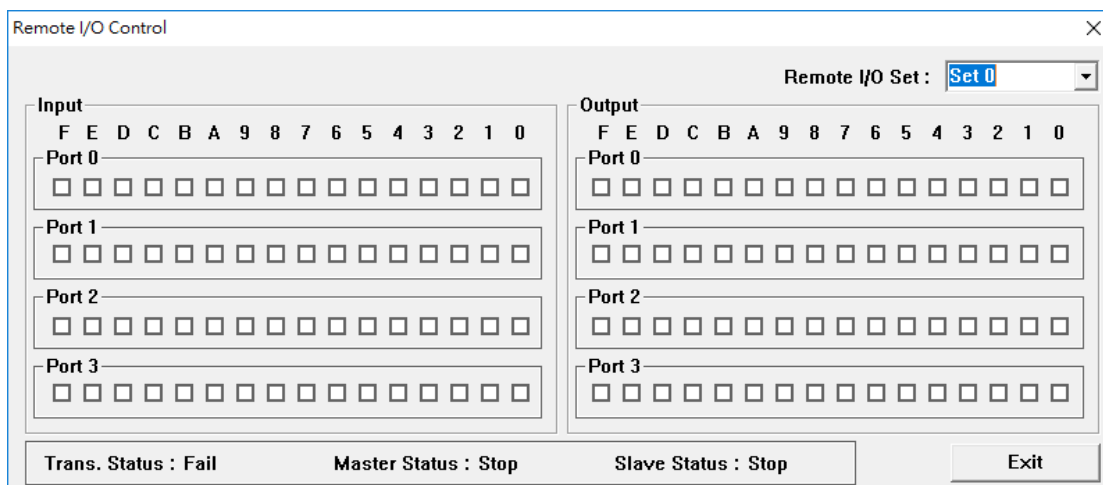 Remote I/O Control
Remote I/O Set : Set 0
Input
F E D C B A 9 8 7 6 5 4 3 2 1 0
Port 0
Port 1
Port 2
Port 3
Output
F E D C B A 9 8 7 6 5 4 3 2 1 0
Port 0
Port 1
Port 2
Port 3
Trans. Status : Fail Master Status : Stop Slave Status : Stop
Exit